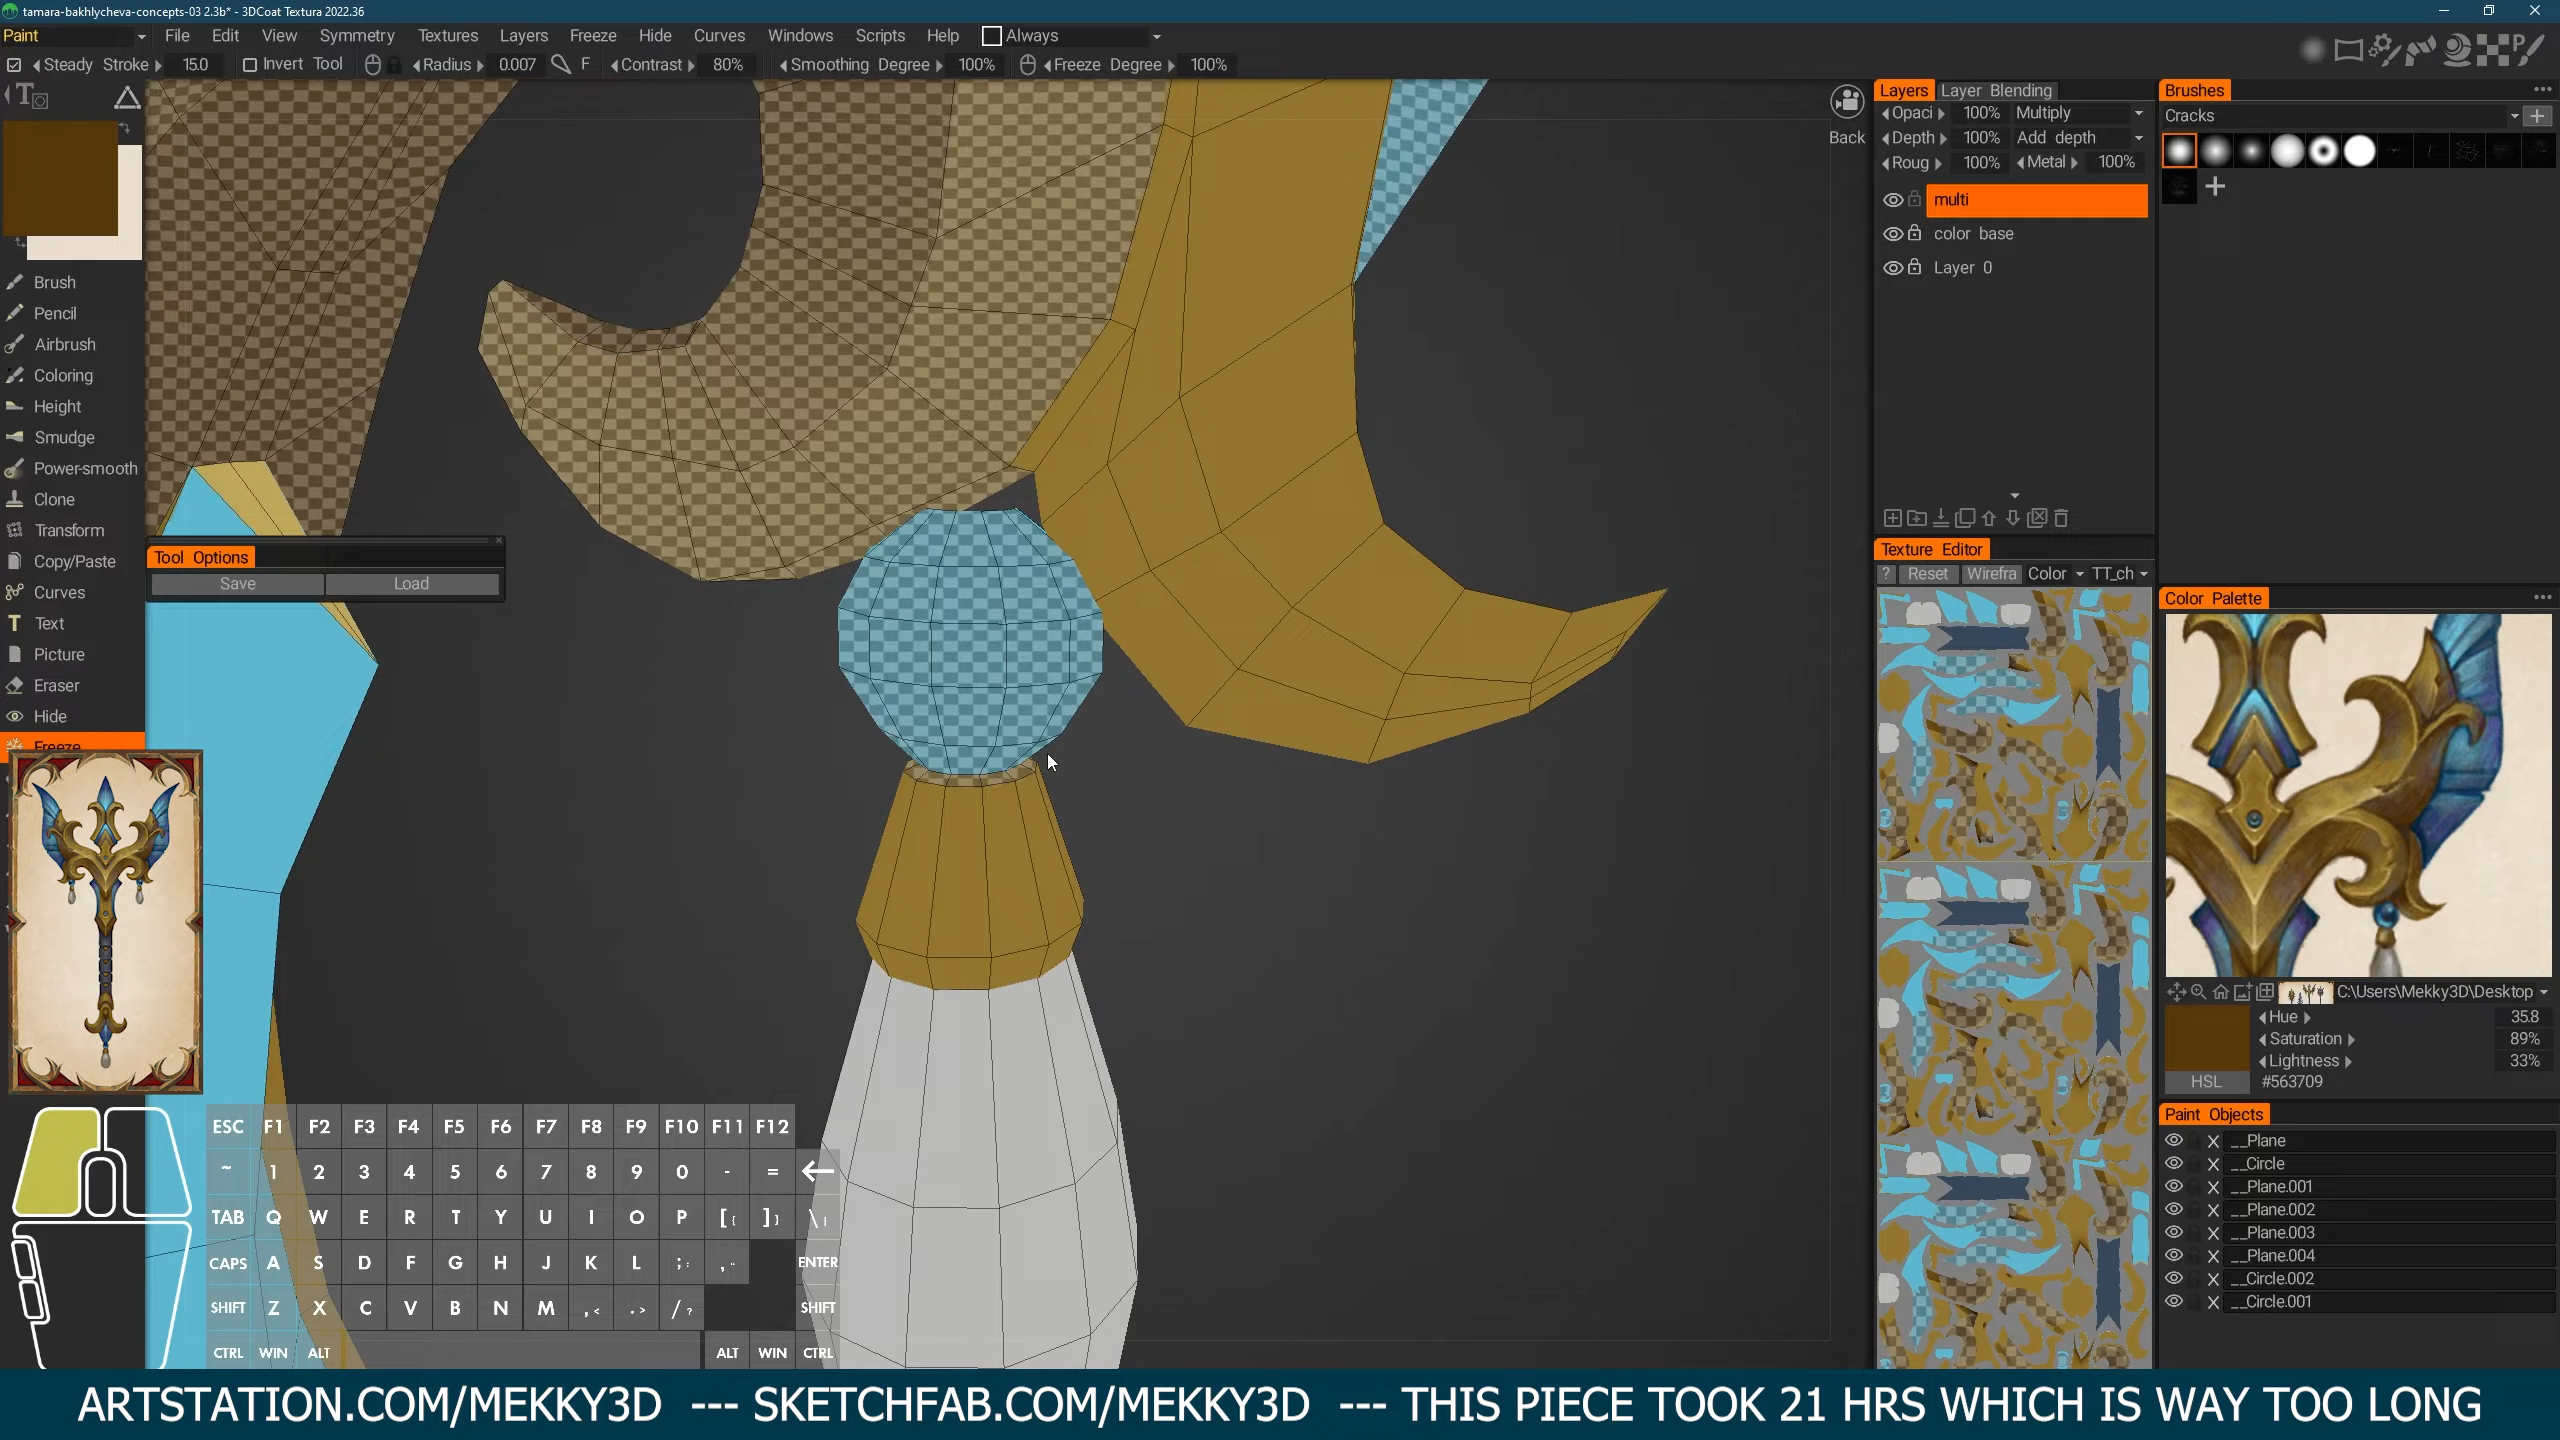 tamara-bakhlycheva-concepts-03 2.3b* - 3DCoat Textura 2022.36
Paint File Edit View Symmetry Textures Layers Freeze Hide Curves Windows Scripts Help Always
Steady Stroke 15.0 Invert Tool Radius 0.007 F Contrast 80% Smoothing Degree 100% Freeze Degree 100%
Back
Brush
Pencil
Airbrush
Coloring
Height
Smudge
Power-smooth
Clone
Transform
Copy/Paste
Curves
Text
Picture
Eraser
Hide
Freeze
Tool Options
Save Load
Layers Layer Blending
Opaci 100% Multiply
Depth 100% Add depth
Roug 100% Metal 100%
multi
color base
Layer 0
Texture Editor
? Reset Wirefra Color TT_ch
Brushes
Cracks
Color Palette
C:\Users\Mekky3D\Desktop
Hue 35.8
Saturation 89%
Lightness 33%
HSL #563709
Paint Objects
X __Plane
X __Circle
X __Plane.001
X __Plane.002
X __Plane.003
X __Plane.004
X __Circle.002
X __Circle.001
ESC F1 F2 F3 F4 F5 F6 F7 F8 F9 F10 F11 F12
~ 1 2 3 4 5 6 7 8 9 0 - =
TAB Q W E R T Y U I O P [{ ]} \|
CAPS A S D F G H J K L ;: ENTER
SHIFT Z X C V B N M ,< .> /? SHIFT
CTRL WIN ALT ALT WIN CTRL
ARTSTATION.COM/MEKKY3D --- SKETCHFAB.COM/MEKKY3D --- THIS PIECE TOOK 21 HRS WHICH IS WAY TOO LONG